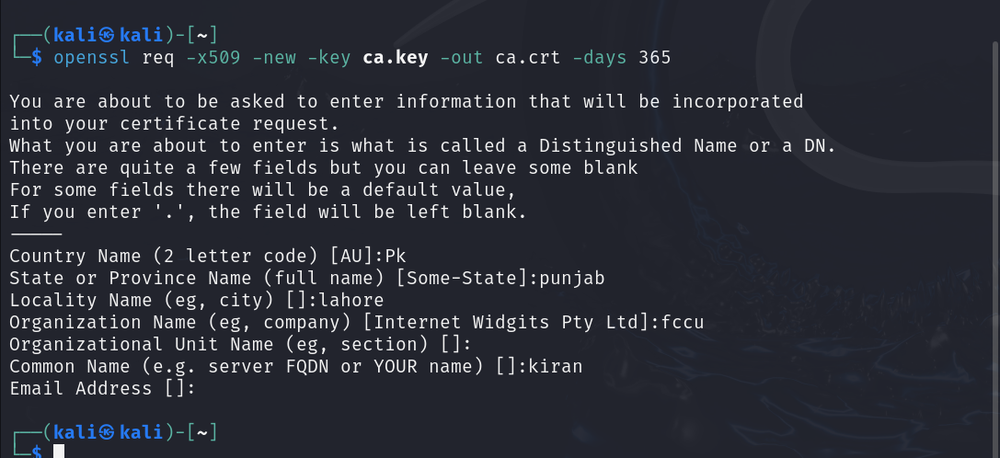 ┌──(kali㉿kali)-[~]
└─$ openssl req -x509 -new -key ca.key -out ca.crt -days 365
You are about to be asked to enter information that will be incorporated
into your certificate request.
What you are about to enter is what is called a Distinguished Name or a DN.
There are quite a few fields but you can leave some blank
For some fields there will be a default value,
If you enter '.', the field will be left blank.
-----
Country Name (2 letter code) [AU]:Pk
State or Province Name (full name) [Some-State]:punjab
Locality Name (eg, city) []:lahore
Organization Name (eg, company) [Internet Widgits Pty Ltd]:fccu
Organizational Unit Name (eg, section) []:
Common Name (e.g. server FQDN or YOUR name) []:kiran
Email Address []:
┌──(kali㉿kali)-[~]
└─$